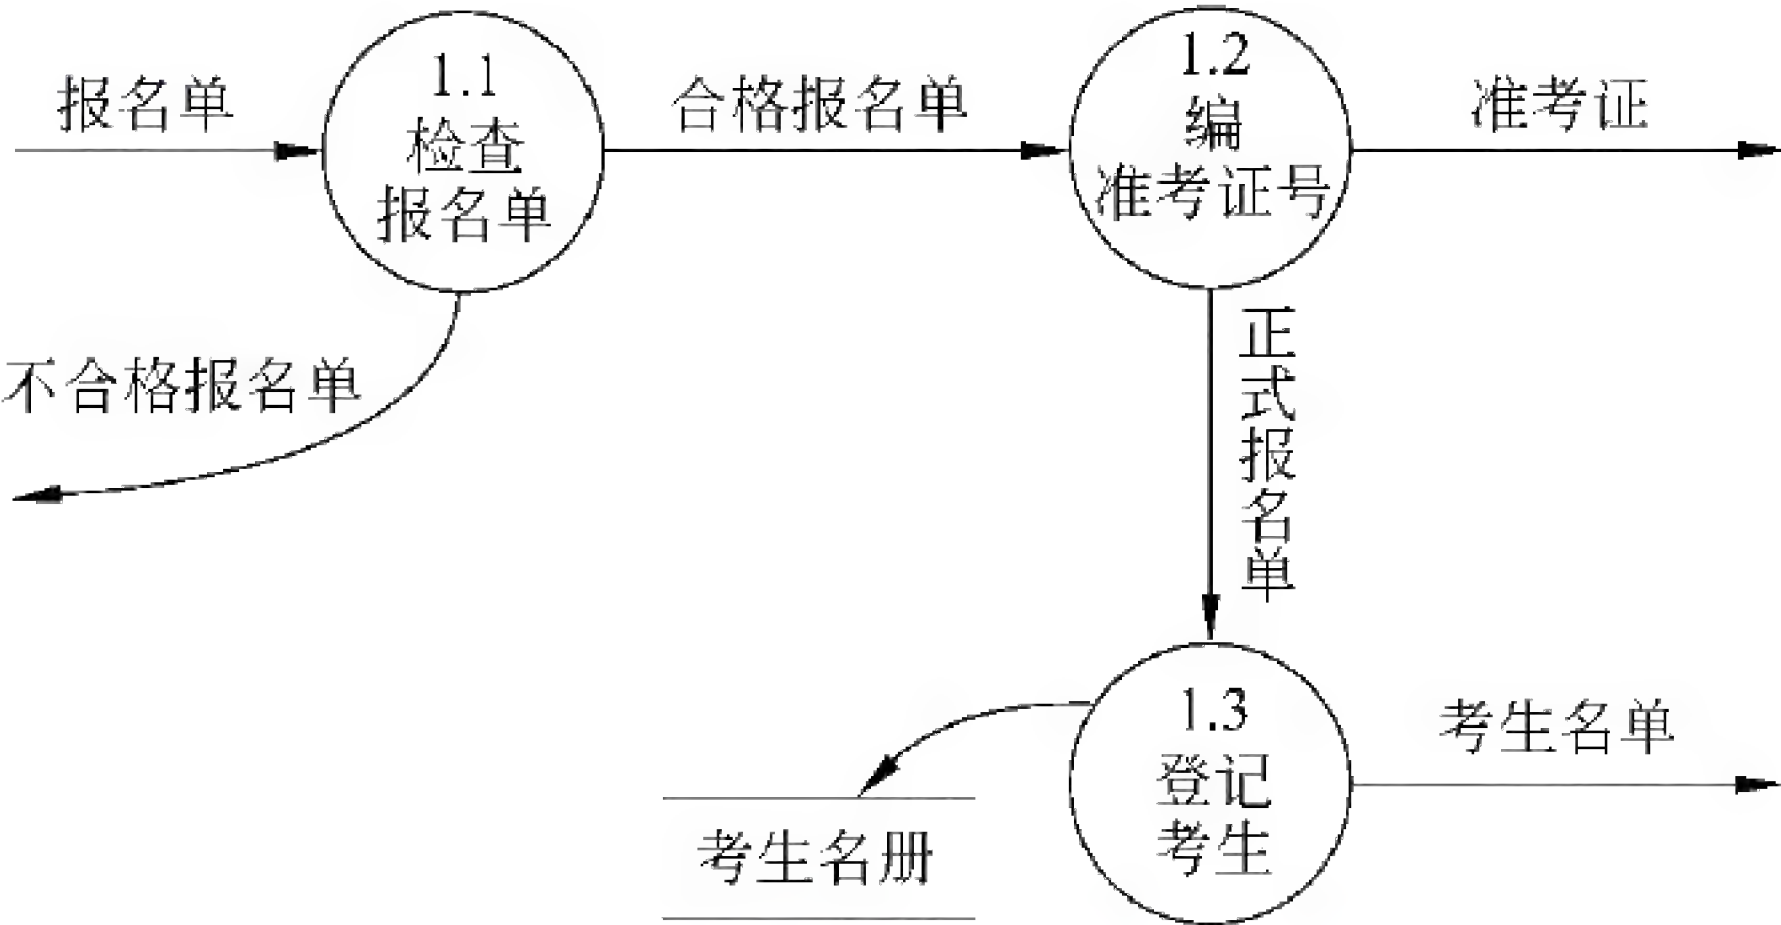 报名单
1.1
检查
报名单
合格报名单
1.2
编
准考证号
准考证
不合格报名单
正式报名单
1.3
登记
考生
考生名单
考生名册